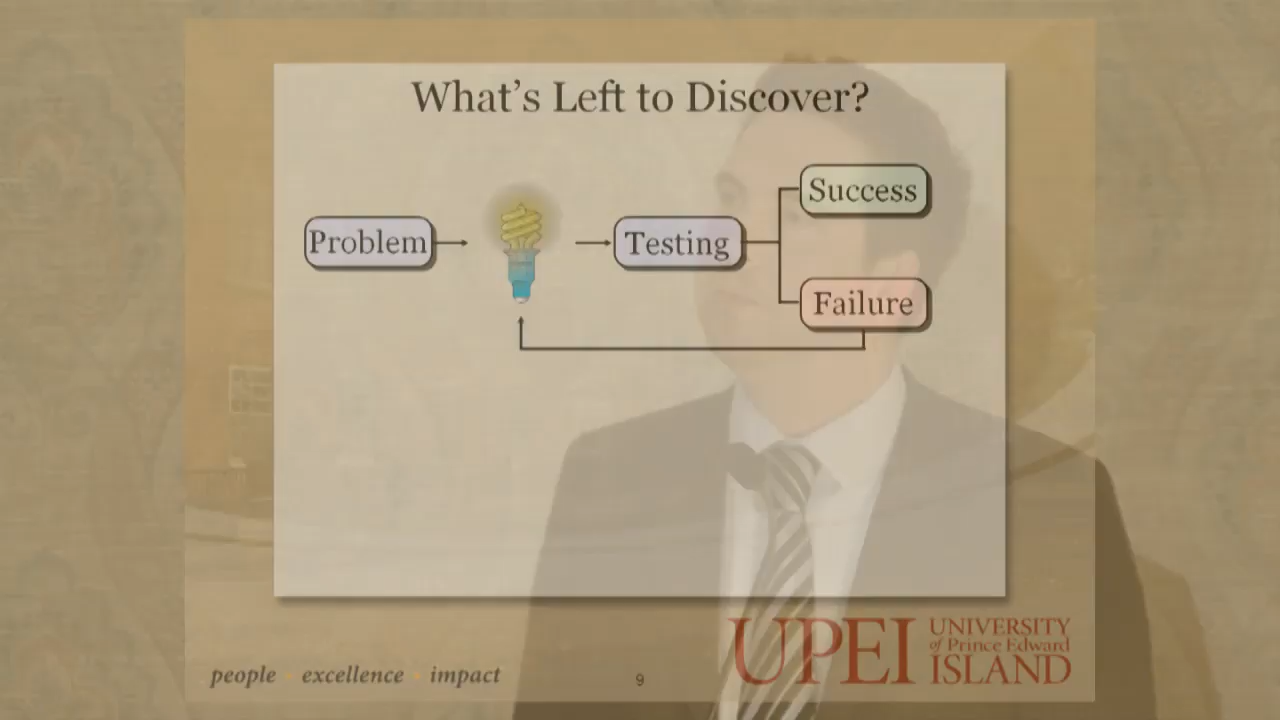 What's Left to Discover?
Problem
Testing
Success
Failure
people · excellence · impact
9
UPEI
UNIVERSITY
of Prince Edward
ISLAND